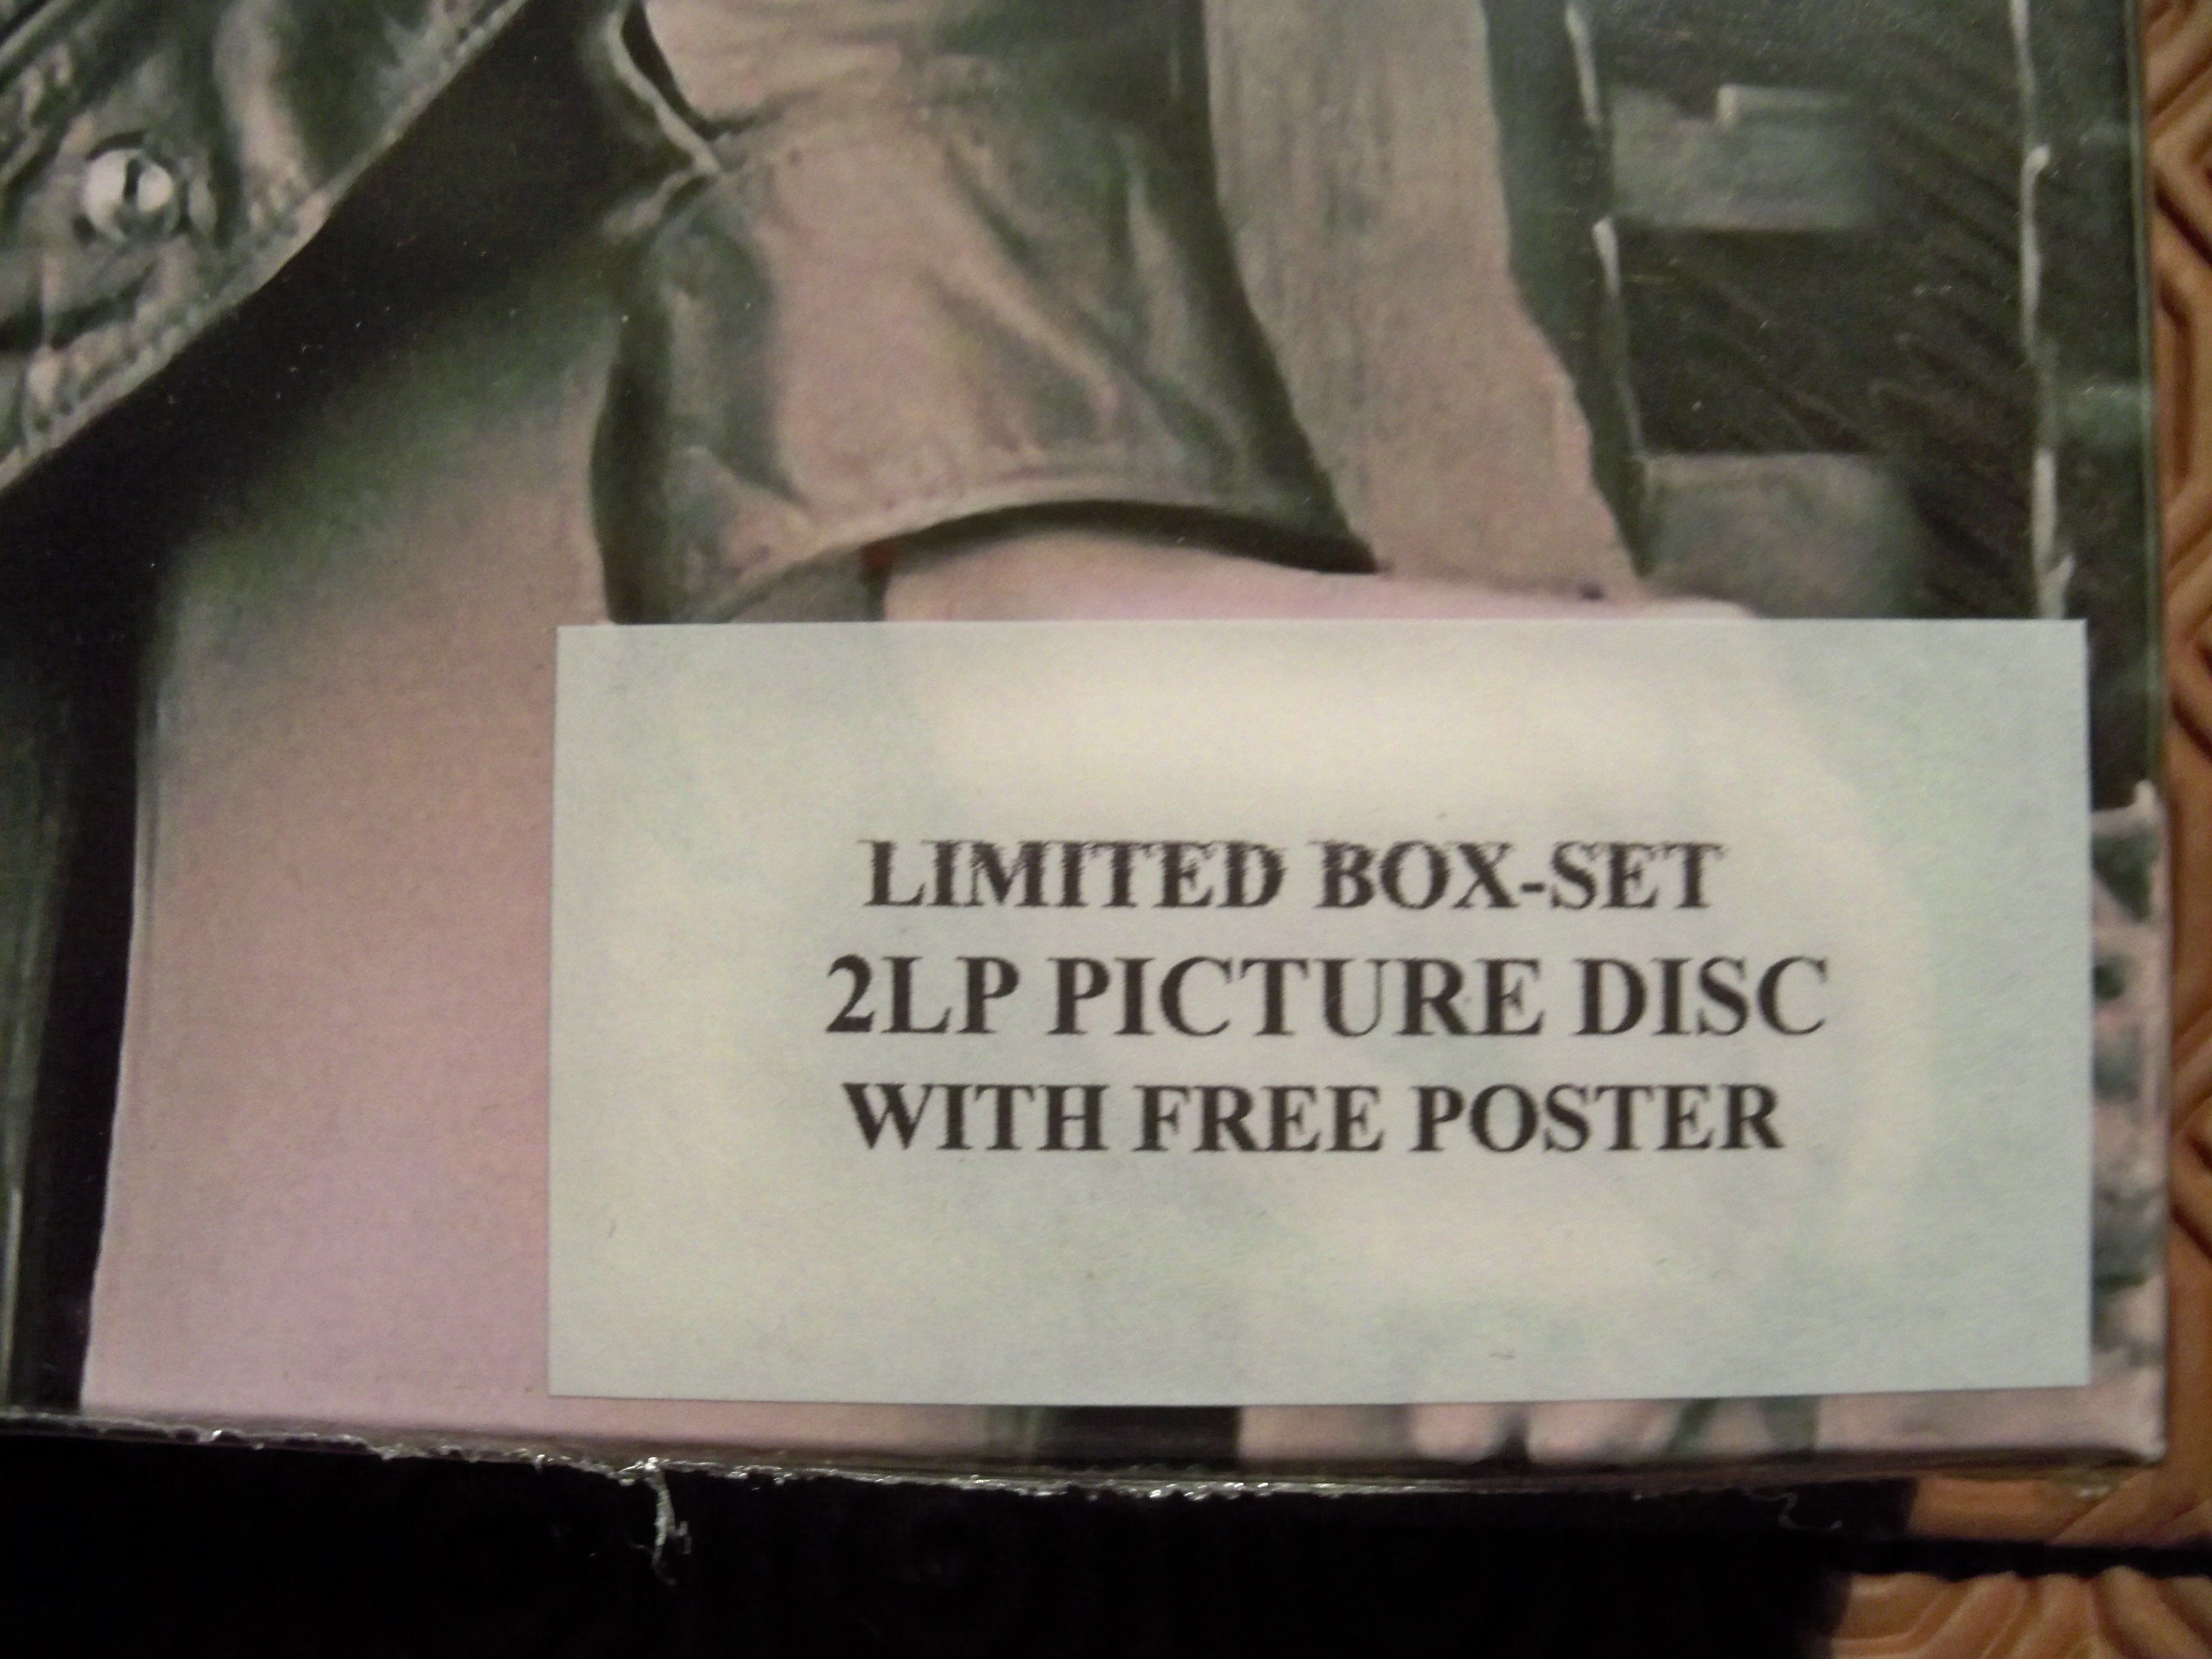 LIMITED BOX-SET
2LP PICTURE DISC
WITH FREE POSTER